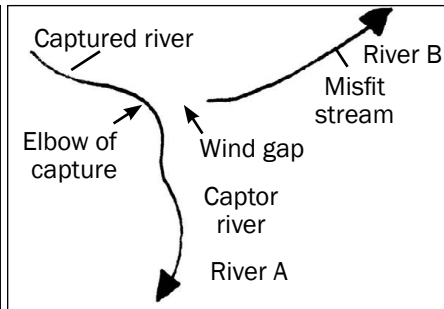 Captured river
River B
Misfit
stream
Elbow of
capture
Wind gap
Captor
river
River A